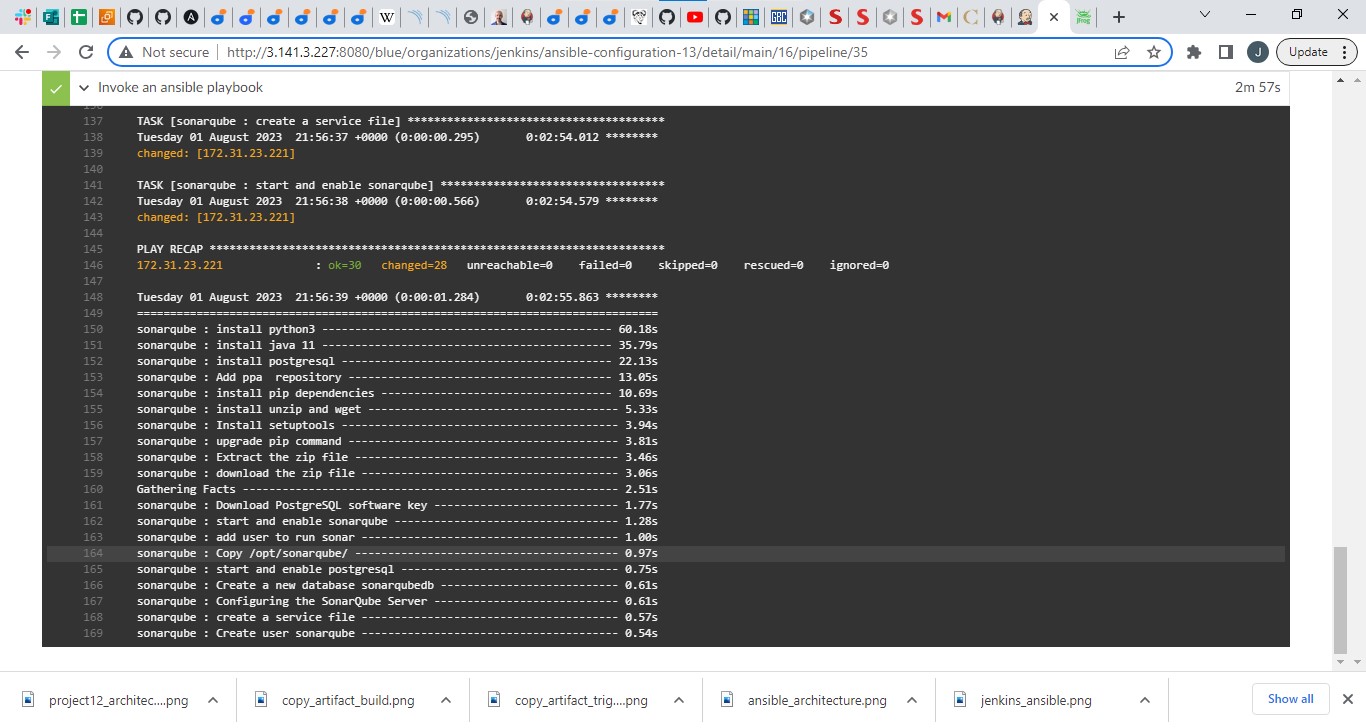 GBC
S
S
S
C
jfrog
Not secure
http://3.141.3.227:8080/blue/organizations/jenkins/ansible-configuration-13/detail/main/16/pipeline/35
J
Update
Invoke an ansible playbook 2m 57s
136
137 TASK [sonarqube : create a service file] ***************************************
138 Tuesday 01 August 2023 21:56:37 +0000 (0:00:00.295) 0:02:54.012 ********
139 changed: [172.31.23.221]
140
141 TASK [sonarqube : start and enable sonarqube] **********************************
142 Tuesday 01 August 2023 21:56:38 +0000 (0:00:00.566) 0:02:54.579 ********
143 changed: [172.31.23.221]
144
145 PLAY RECAP *********************************************************************
146 172.31.23.221 : ok=30 changed=28 unreachable=0 failed=0 skipped=0 rescued=0 ignored=0
147
148 Tuesday 01 August 2023 21:56:39 +0000 (0:00:01.284) 0:02:55.863 ********
149 ===============================================================================
150 sonarqube : install python3 -------------------------------------------- 60.18s
151 sonarqube : install java 11 -------------------------------------------- 35.79s
152 sonarqube : install postgresql ----------------------------------------- 22.13s
153 sonarqube : Add ppa  repository ---------------------------------------- 13.05s
154 sonarqube : install pip dependencies ----------------------------------- 10.69s
155 sonarqube : install unzip and wget -------------------------------------- 5.33s
156 sonarqube : Install setuptools ------------------------------------------ 3.94s
157 sonarqube : upgrade pip command ----------------------------------------- 3.81s
158 sonarqube : Extract the zip file ---------------------------------------- 3.46s
159 sonarqube : download the zip file --------------------------------------- 3.06s
160 Gathering Facts --------------------------------------------------------- 2.51s
161 sonarqube : Download PostgreSQL software key ---------------------------- 1.77s
162 sonarqube : start and enable sonarqube ---------------------------------- 1.28s
163 sonarqube : add user to run sonar --------------------------------------- 1.00s
164 sonarqube : Copy /opt/sonarqube/ ---------------------------------------- 0.97s
165 sonarqube : start and enable postgresql --------------------------------- 0.75s
166 sonarqube : Create a new database sonarqubedb --------------------------- 0.61s
167 sonarqube : Configuring the SonarQube Server ---------------------------- 0.61s
168 sonarqube : create a service file --------------------------------------- 0.57s
169 sonarqube : Create user sonarqube --------------------------------------- 0.54s
project12_architec....png
copy_artifact_build.png
copy_artifact_trig....png
ansible_architecture.png
jenkins_ansible.png
Show all